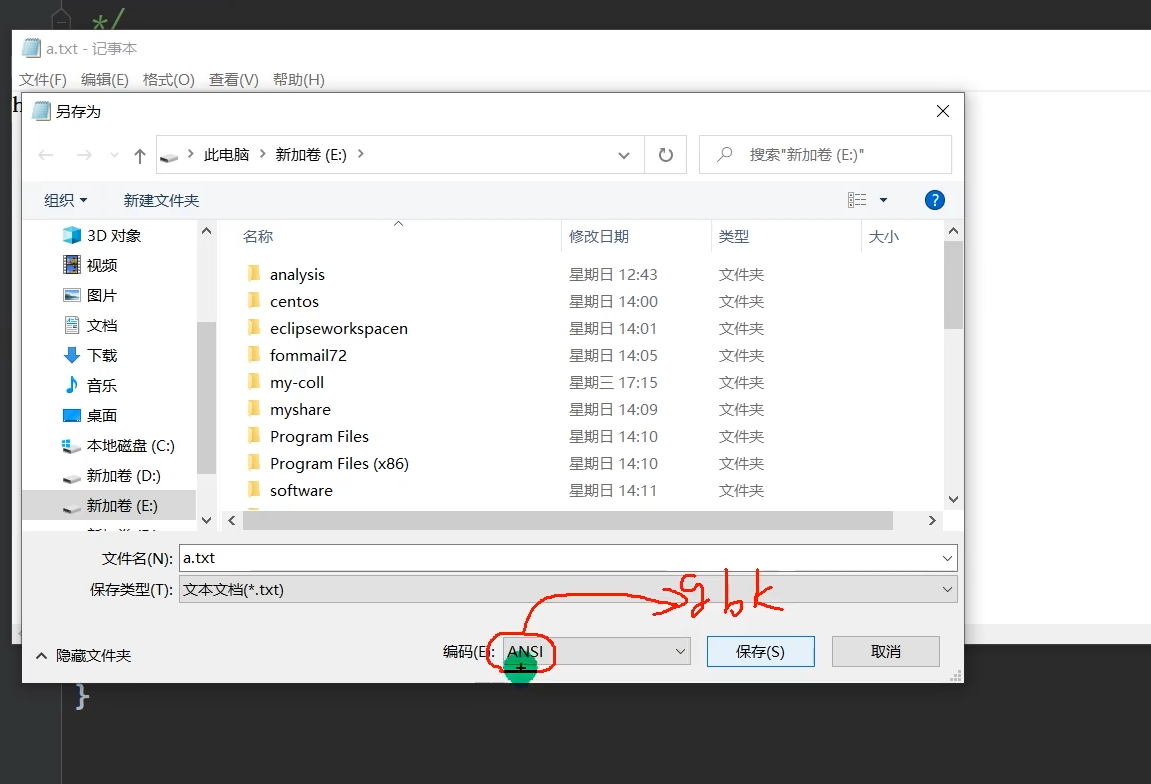 */
a.txt - 记事本
文件(F) 编辑(E) 格式(O) 查看(V) 帮助(H)
h
另存为
此电脑 新加卷 (E:)
搜索"新加卷 (E:)"
组织 新建文件夹
?
3D 对象
视频
图片
文档
下载
音乐
桌面
本地磁盘 (C:)
新加卷 (D:)
新加卷 (E:)
名称 修改日期 类型 大小
analysis 星期日 12:43 文件夹
centos 星期日 14:00 文件夹
eclipseworkspacen 星期日 14:01 文件夹
fommail72 星期日 14:05 文件夹
my-coll 星期三 17:15 文件夹
myshare 星期日 14:09 文件夹
Program Files 星期日 14:10 文件夹
Program Files (x86) 星期日 14:10 文件夹
software 星期日 14:11 文件夹
文件名(N): a.txt
保存类型(T): 文本文档(*.txt)
gbk
隐藏文件夹
编码(E): ANSI 保存(S) 取消
}